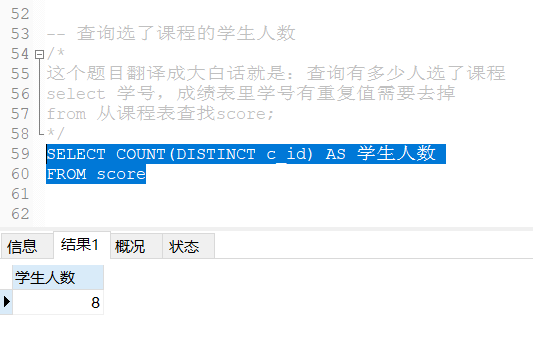 52
53 -- 查询选了课程的学生人数
54 /*
55 这个题目翻译成大白话就是：查询有多少人选了课程
56 select 学号，成绩表里学号有重复值需要去掉
57 from 从课程表查找score;
58 */
59 SELECT COUNT(DISTINCT c_id) AS 学生人数
60 FROM score
61
62
信息 结果1 概况 状态
学生人数
8